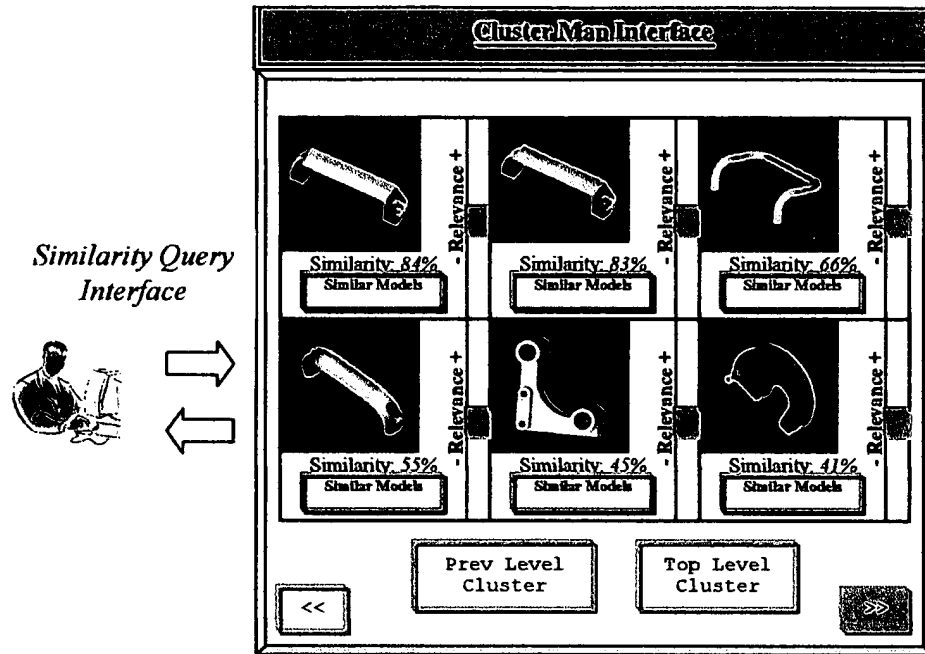 Cluster Man Interface
Similarity Query
Interface
- Relevance +
- Relevance +
- Relevance +
Similarity: 84%
Similar Models
Similarity: 83%
Similar Models
Similarity: 66%
Similar Models
- Relevance +
- Relevance +
- Relevance +
Similarity: 55%
Similar Models
Similarity: 45%
Similar Models
Similarity: 41%
Similar Models
Prev Level
Cluster
Top Level
Cluster
<<
>>